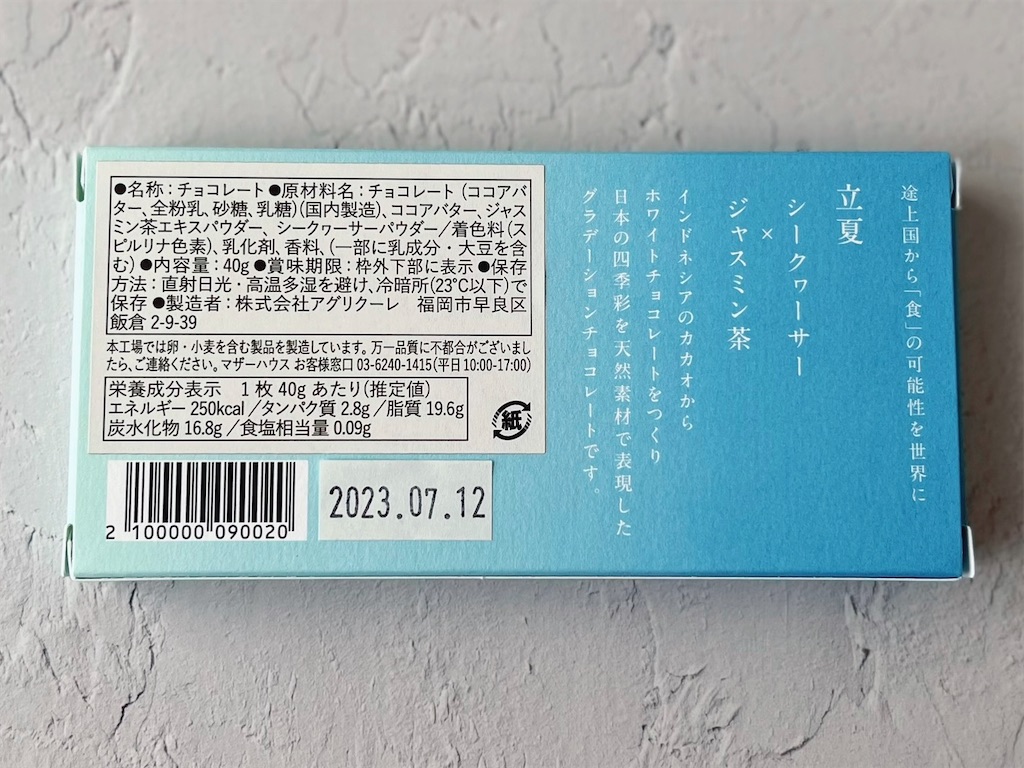 ●名称：チョコレート●原材料名：チョコレート（ココアバ
ター、全粉乳、砂糖、乳糖）（国内製造）、ココアバター、ジャス
ミン茶エキスパウダー、シークヮーサーパウダー／着色料（ス
ピルリナ色素）、乳化剤、香料、（一部に乳成分・大豆を含
む）●内容量：40g●賞味期限：枠外下部に表示●保存
方法：直射日光・高温多湿を避け、冷暗所（23℃以下）で
保存●製造者：株式会社アグリクーレ　福岡市早良区
飯倉 2-9-39
本工場では卵・小麦を含む製品を製造しています。万一品質に不都合がございまし
たら、ご連絡ください。マザーハウス お客様窓口 03-6240-1415（平日10:00-17:00）
栄養成分表示　1枚 40g あたり（推定値）
エネルギー 250kcal／タンパク質 2.8g／脂質 19.6g
炭水化物 16.8g／食塩相当量 0.09g
紙
2 100000 090020
2023.07.12
途上国から「食」の可能性を世界に
立夏
シークヮーサー
×
ジャスミン茶
インドネシアのカカオから
ホワイトチョコレートをつくり
日本の四季彩を天然素材で表現した
グラデーションチョコレートです。